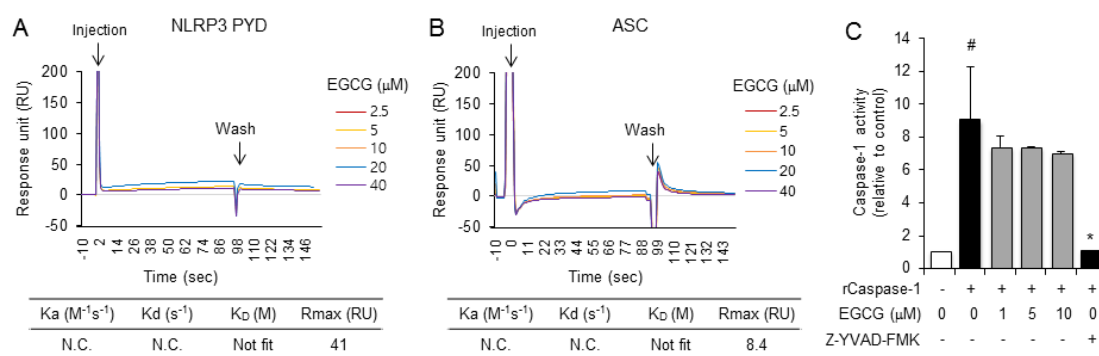 A
NLRP3 PYD
Injection
Response unit (RU)
200
150
100
50
0
-50
Wash
EGCG (μM)
2.5
5
10
20
40
-10 2 14 26 38 50 62 74 86 98 110 122 134 146
Time (sec)
Ka (M-1s-1) Kd (s-1) KD (M) Rmax (RU)
N.C. N.C. Not fit 41
B
ASC
Injection
Response unit (RU)
200
150
100
50
0
-50
Wash
EGCG (μM)
2.5
5
10
20
40
-10 0 11 22 33 44 55 66 77 88 99 110 121 132 143
Time (sec)
Ka (M-1s-1) Kd (s-1) KD (M) Rmax (RU)
N.C. N.C. Not fit 8.4
C
Caspase-1 activity
(relative to control)
14
12
10
8
6
4
2
0
#
*
rCaspase-1 - + + + + +
EGCG (μM) 0 0 1 5 10 0
Z-YVAD-FMK - - - - - +